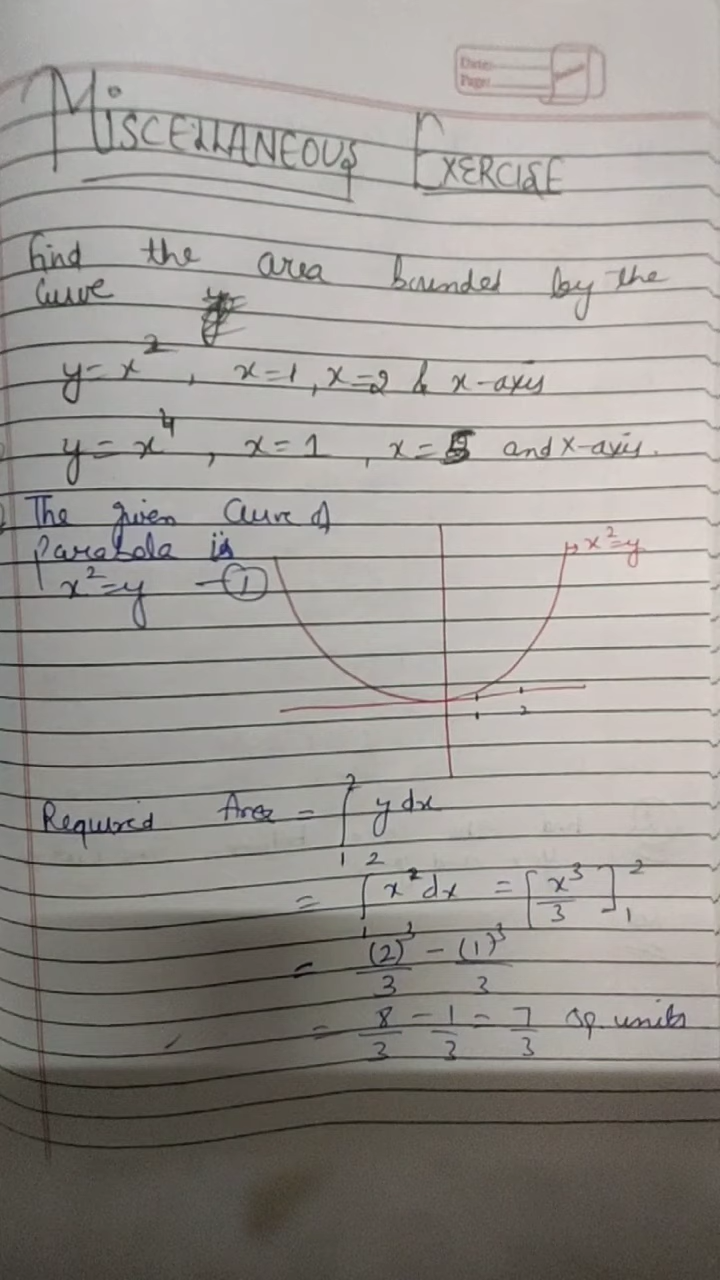 Date:
Page:
MISCELLANEOUS EXERCISE
Find the area bounded by the
Curve
y=x², x=1, x=2 & x-axis
y = x⁴, x = 1, x = 5 and X-axis.
The given Curve of
Parabola is
x²=y — ①
x²=y
1 2
Required Area = ∫₁² y dx
= ∫₁² x² dx = [x³/3]₁²
= (2)³/3 - (1)³/3
= 8/3 - 1/3 = 7/3 sq. units